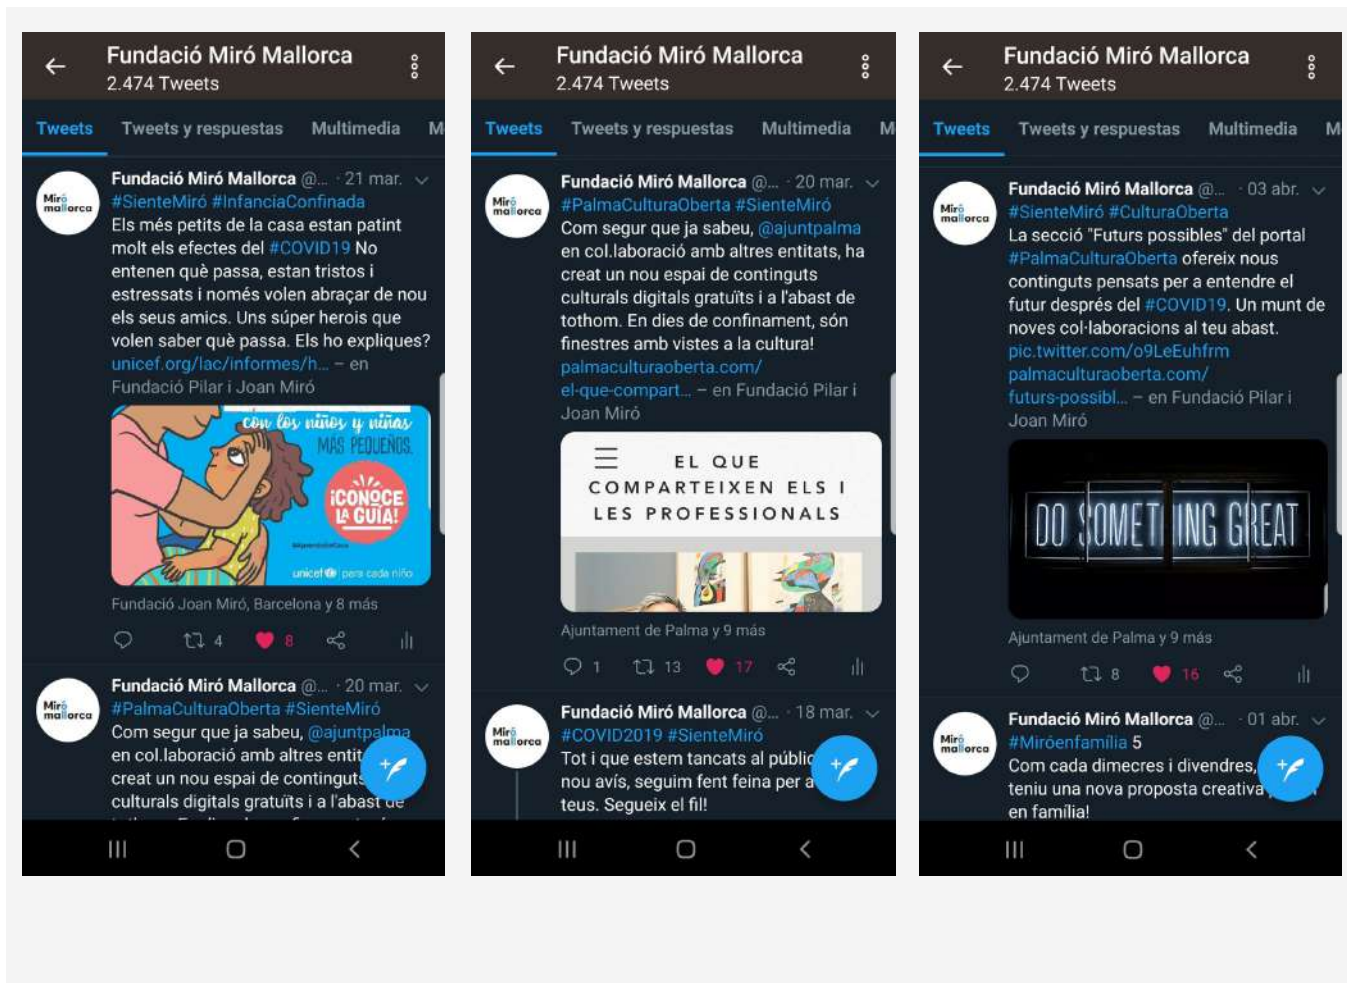 Fundació Miró Mallorca
2.474 Tweets
Tweets Tweets y respuestas Multimedia M
Miró
mallorca
Fundació Miró Mallorca @... · 21 mar.
#SienteMiró #InfanciaConfinada
Els més petits de la casa estan patint
molt els efectes del #COVID19 No
entenen què passa, estan tristos i
estressats i només volen abraçar de nou
els seus amics. Uns súper herois que
volen saber què passa. Els ho expliques?
unicef.org/lac/informes/h... – en
Fundació Pilar i Joan Miró
con los niños y niñas
MÁS PEQUEÑOS.
¡CONOCE
LA GUÍA!
unicef para cada niño
Fundació Joan Miró, Barcelona y 8 más
4 8
Miró
mallorca
Fundació Miró Mallorca @... · 20 mar.
#PalmaCulturaOberta #SienteMiró
Com segur que ja sabeu, @ajuntpalma
en col.laboració amb altres entit
creat un nou espai de continguts
culturals digitals gratuïts i a l'abast de
Fundació Miró Mallorca
2.474 Tweets
Tweets Tweets y respuestas Multimedia M
Miró
mallorca
Fundació Miró Mallorca @... · 20 mar.
#PalmaCulturaOberta #SienteMiró
Com segur que ja sabeu, @ajuntpalma
en col.laboració amb altres entitats, ha
creat un nou espai de continguts
culturals digitals gratuïts i a l'abast de
tothom. En dies de confinament, són
finestres amb vistes a la cultura!
palmaculturaoberta.com/
el-que-compart... – en Fundació Pilar i
Joan Miró
EL QUE
COMPARTEIXEN ELS I
LES PROFESSIONALS
Ajuntament de Palma y 9 más
1 13 17
Miró
mallorca
Fundació Miró Mallorca @... · 18 mar.
#COVID2019 #SienteMiró
Tot i que estem tancats al públic
nou avís, seguim fent feina per a
teus. Segueix el fil!
Fundació Miró Mallorca
2.474 Tweets
Tweets Tweets y respuestas Multimedia M
Miró
mallorca
Fundació Miró Mallorca @... · 03 abr.
#SienteMiró #CulturaOberta
La secció "Futurs possibles" del portal
#PalmaCulturaOberta ofereix nous
continguts pensats per a entendre el
futur després del #COVID19. Un munt de
noves col·laboracions al teu abast.
pic.twitter.com/o9LeEuhfrm
palmaculturaoberta.com/
futurs-possibl... – en Fundació Pilar i
Joan Miró
DO SOMETHING GREAT
Ajuntament de Palma y 9 más
8 16
Miró
mallorca
Fundació Miró Mallorca @... · 01 abr.
#Miróenfamília 5
Com cada dimecres i divendres,
teniu una nova proposta creativa
en família!